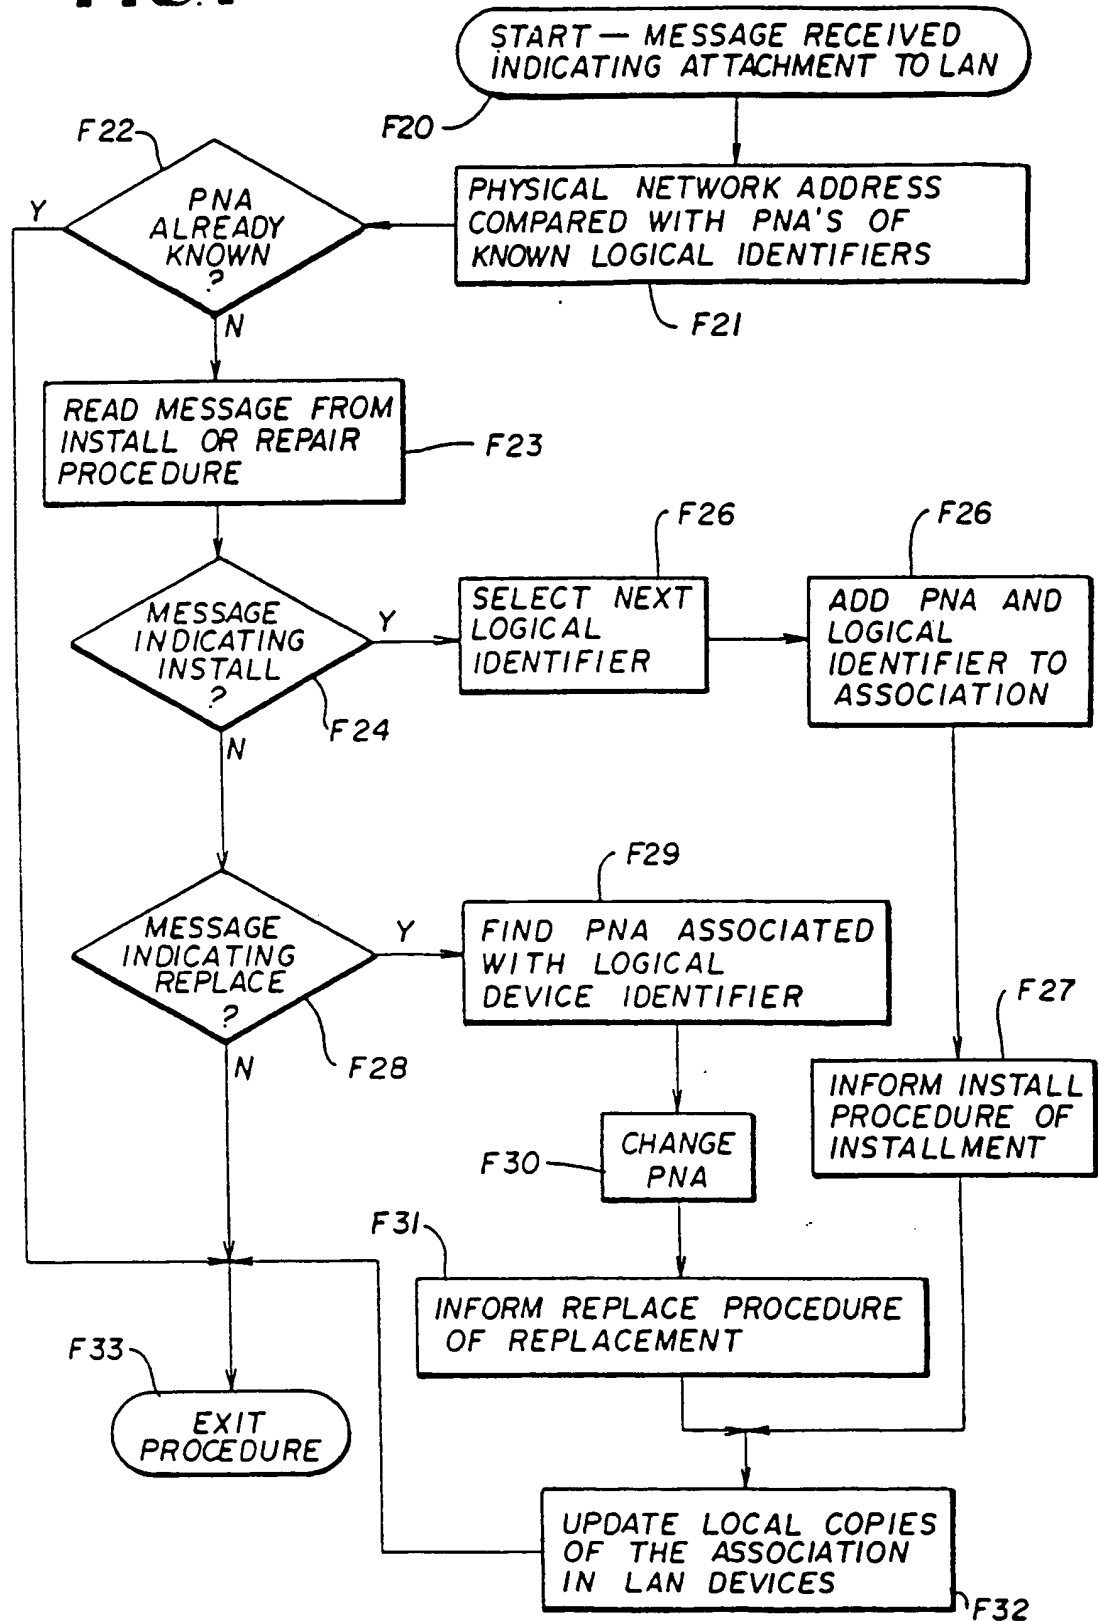 START — MESSAGE RECEIVED
INDICATING ATTACHMENT TO LAN
F20
F22
PNA
ALREADY
KNOWN
?
Y
N
PHYSICAL NETWORK ADDRESS
COMPARED WITH PNA'S OF
KNOWN LOGICAL IDENTIFIERS
F21
READ MESSAGE FROM
INSTALL OR REPAIR
PROCEDURE
F23
MESSAGE
INDICATING
INSTALL
?
Y
N
F24
F26
SELECT NEXT
LOGICAL
IDENTIFIER
F26
ADD PNA AND
LOGICAL
IDENTIFIER TO
ASSOCIATION
MESSAGE
INDICATING
REPLACE
?
Y
N
F28
F29
FIND PNA ASSOCIATED
WITH LOGICAL
DEVICE IDENTIFIER
F27
INFORM INSTALL
PROCEDURE OF
INSTALLMENT
F30
CHANGE
PNA
F31
INFORM REPLACE PROCEDURE
OF REPLACEMENT
F33
EXIT
PROCEDURE
UPDATE LOCAL COPIES
OF THE ASSOCIATION
IN LAN DEVICES
F32